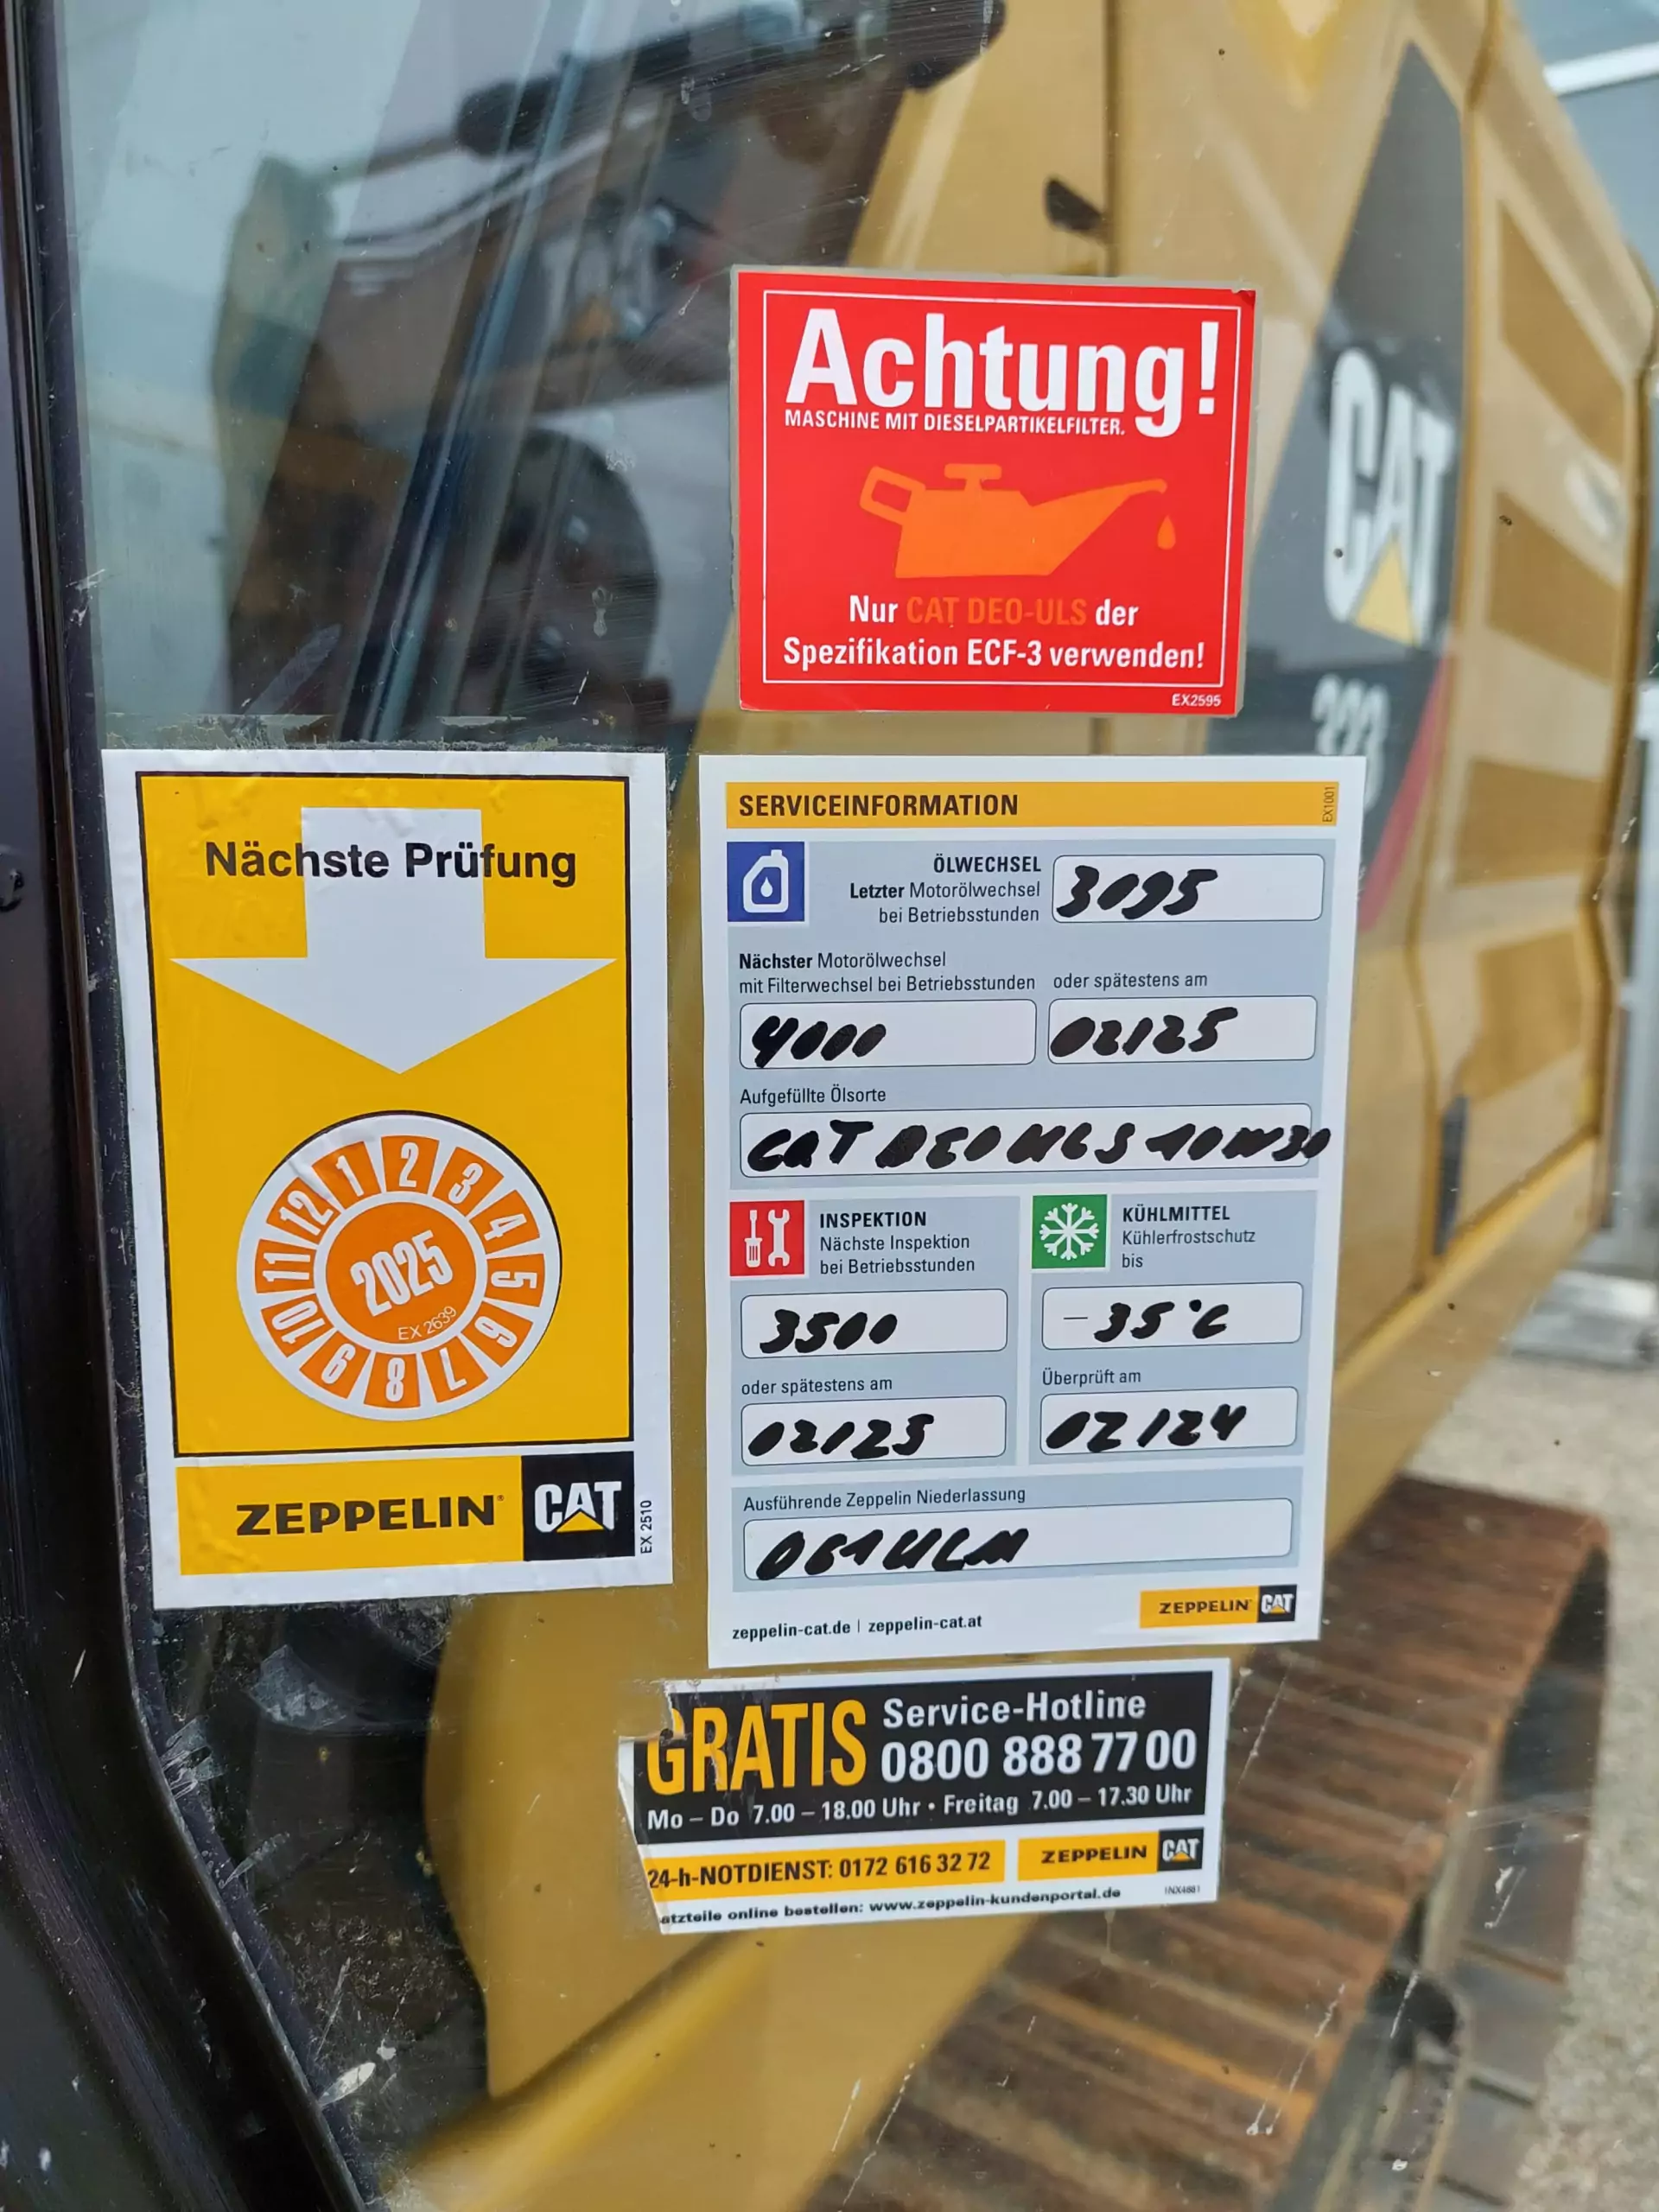 Achtung!
MASCHINE MIT DIESELPARTIKELFILTER.
Nur CAT DEO-ULS der
Spezifikation ECF-3 verwenden!
EX2595
CAT
323
Nächste Prüfung
1 2 3 4 5 6 7 8 9 10 11 12
2025
EX 2639
ZEPPELIN® CAT
EX 2510
SERVICEINFORMATION
EX1001
ÖLWECHSEL
Letzter Motorölwechsel
bei Betriebsstunden
3095
Nächster Motorölwechsel
mit Filterwechsel bei Betriebsstunden
4000
oder spätestens am
02/25
Aufgefüllte Ölsorte
CAT DEO ULS 10W30
INSPEKTION
Nächste Inspektion
bei Betriebsstunden
3500
oder spätestens am
02/25
KÜHLMITTEL
Kühlerfrostschutz
bis
-35°C
Überprüft am
02/24
Ausführende Zeppelin Niederlassung
061 ULM
zeppelin-cat.de | zeppelin-cat.at
ZEPPELIN CAT
GRATIS Service-Hotline
0800 888 77 00
Mo – Do 7.00 – 18.00 Uhr • Freitag 7.00 – 17.30 Uhr
24-h-NOTDIENST: 0172 616 32 72
ZEPPELIN CAT
atzteile online bestellen: www.zeppelin-kundenportal.de